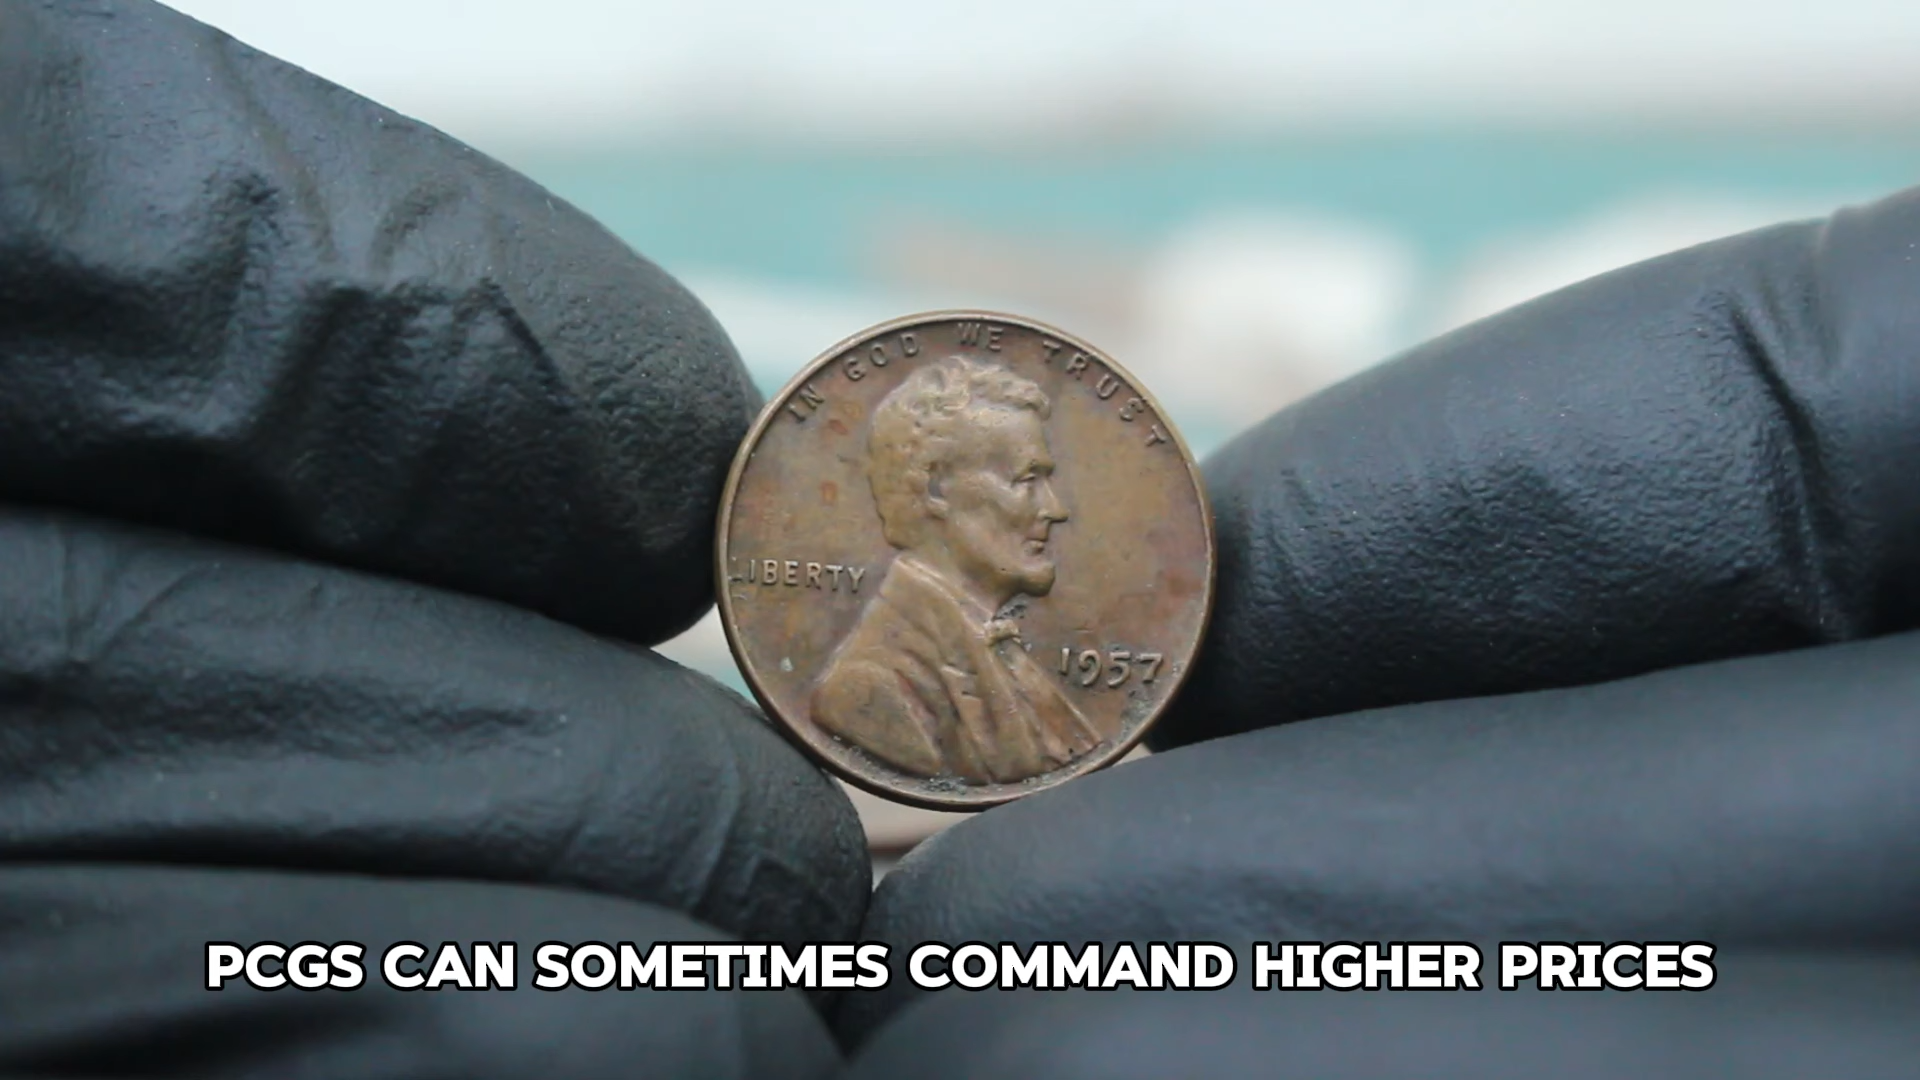 IN GOD WE TRUST
LIBERTY
1957
PCGS CAN SOMETIMES COMMAND HIGHER PRICES